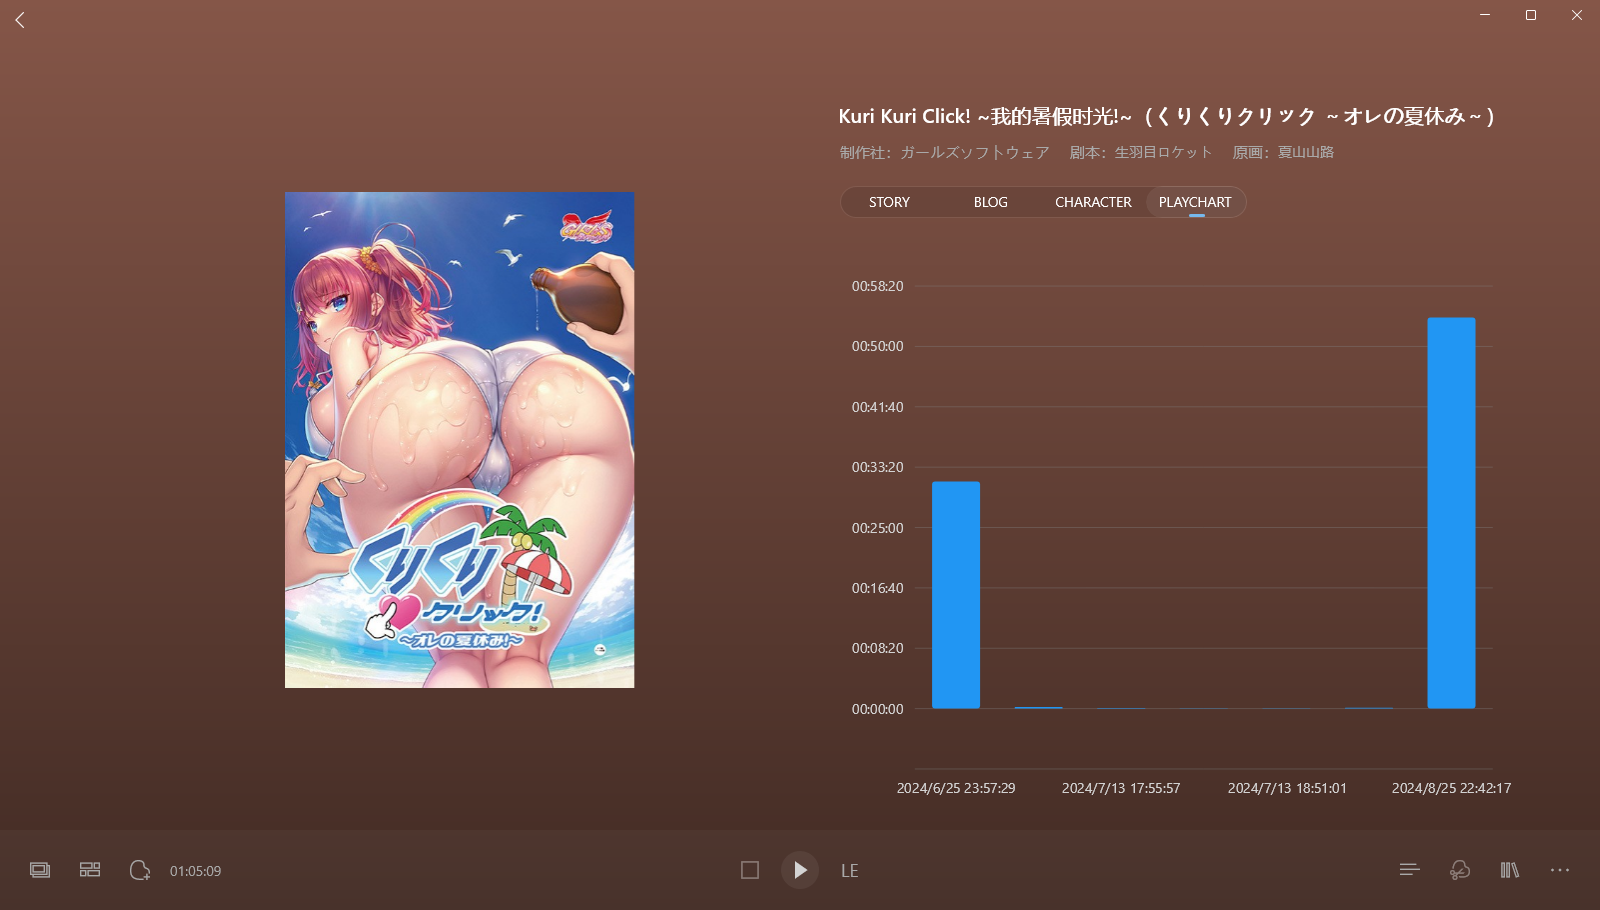 Kuri Kuri Click! ~我的暑假时光!~（くりくりクリック ～オレの夏休み～）
制作社：ガールズソフトウェア 剧本：生羽目ロケット 原画：夏山山路
STORY BLOG CHARACTER PLAYCHART
GIRLS
くりくり
クリック!
～オレの夏休み!～
00:58:20
00:50:00
00:41:40
00:33:20
00:25:00
00:16:40
00:08:20
00:00:00
2024/6/25 23:57:29 2024/7/13 17:55:57 2024/7/13 18:51:01 2024/8/25 22:42:17
01:05:09 LE